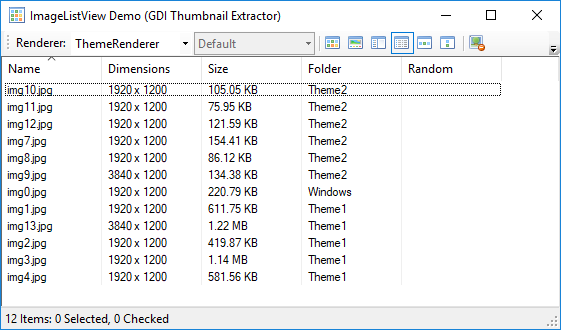 ImageListView Demo (GDI Thumbnail Extractor)
Renderer: ThemeRenderer Default
Name Dimensions Size Folder Random
img10.jpg 1920 x 1200 105.05 KB Theme2
img11.jpg 1920 x 1200 75.95 KB Theme2
img12.jpg 1920 x 1200 121.59 KB Theme2
img7.jpg 1920 x 1200 154.41 KB Theme2
img8.jpg 1920 x 1200 86.12 KB Theme2
img9.jpg 3840 x 1200 134.38 KB Theme2
img0.jpg 1920 x 1200 220.79 KB Windows
img1.jpg 1920 x 1200 611.75 KB Theme1
img13.jpg 3840 x 1200 1.22 MB Theme1
img2.jpg 1920 x 1200 419.87 KB Theme1
img3.jpg 1920 x 1200 1.14 MB Theme1
img4.jpg 1920 x 1200 581.56 KB Theme1
12 Items: 0 Selected, 0 Checked